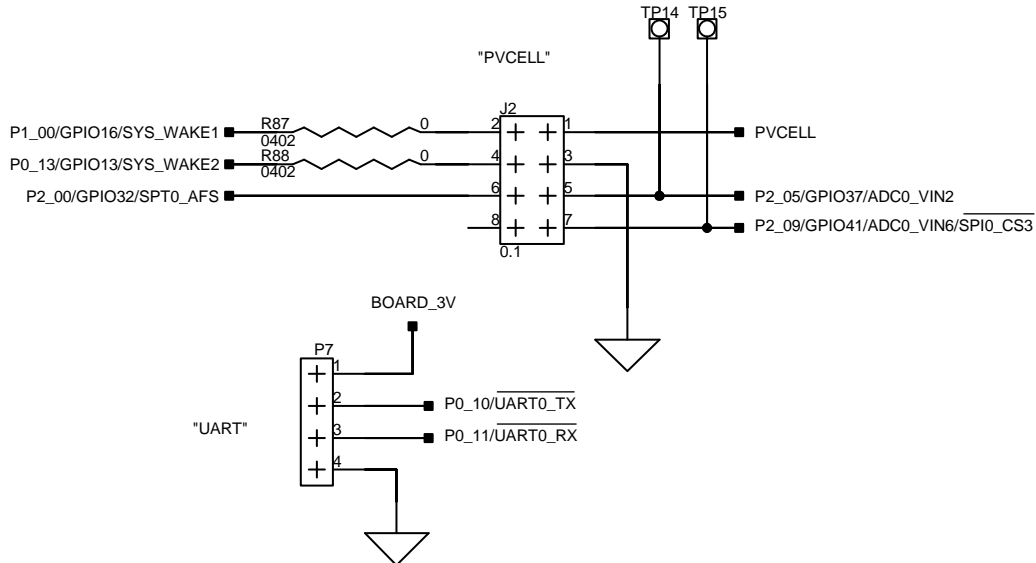 TP14 TP15
"PVCELL"
J2
P1_00/GPIO16/SYS_WAKE1 R87 0 2 1 PVCELL
0402
P0_13/GPIO13/SYS_WAKE2 R88 0 4 3
0402
P2_00/GPIO32/SPT0_AFS 6 5 P2_05/GPIO37/ADC0_VIN2
8 7 P2_09/GPIO41/ADC0_VIN6/SPI0_CS3
0.1
BOARD_3V
P7
1
2 P0_10/UART0_TX
"UART"
3 P0_11/UART0_RX
4